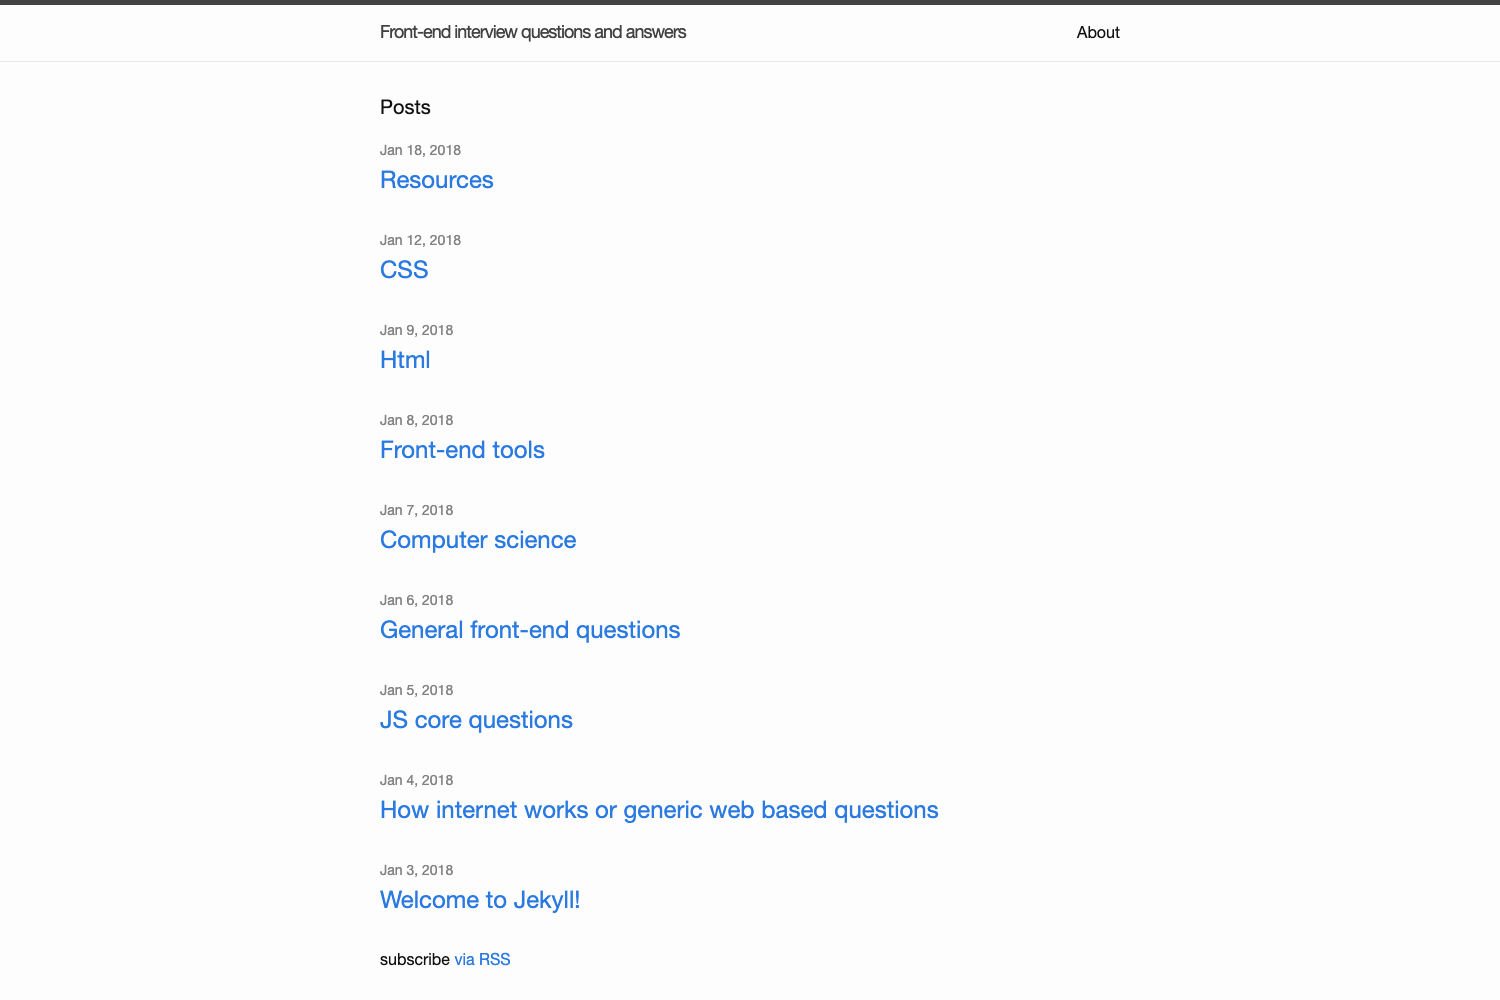 Front-end interview questions and answers
About
Posts
Jan 18, 2018
Resources
Jan 12, 2018
CSS
Jan 9, 2018
Html
Jan 8, 2018
Front-end tools
Jan 7, 2018
Computer science
Jan 6, 2018
General front-end questions
Jan 5, 2018
JS core questions
Jan 4, 2018
How internet works or generic web based questions
Jan 3, 2018
Welcome to Jekyll!
subscribe via RSS